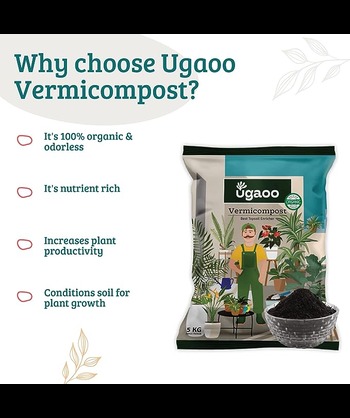 Why choose Ugaoo
Vermicompost?
It's 100% organic &
odorless
It's nutrient rich
Increases plant
productivity
Conditions soil for
plant growth
ugaoo
Vermicompost
5 KG